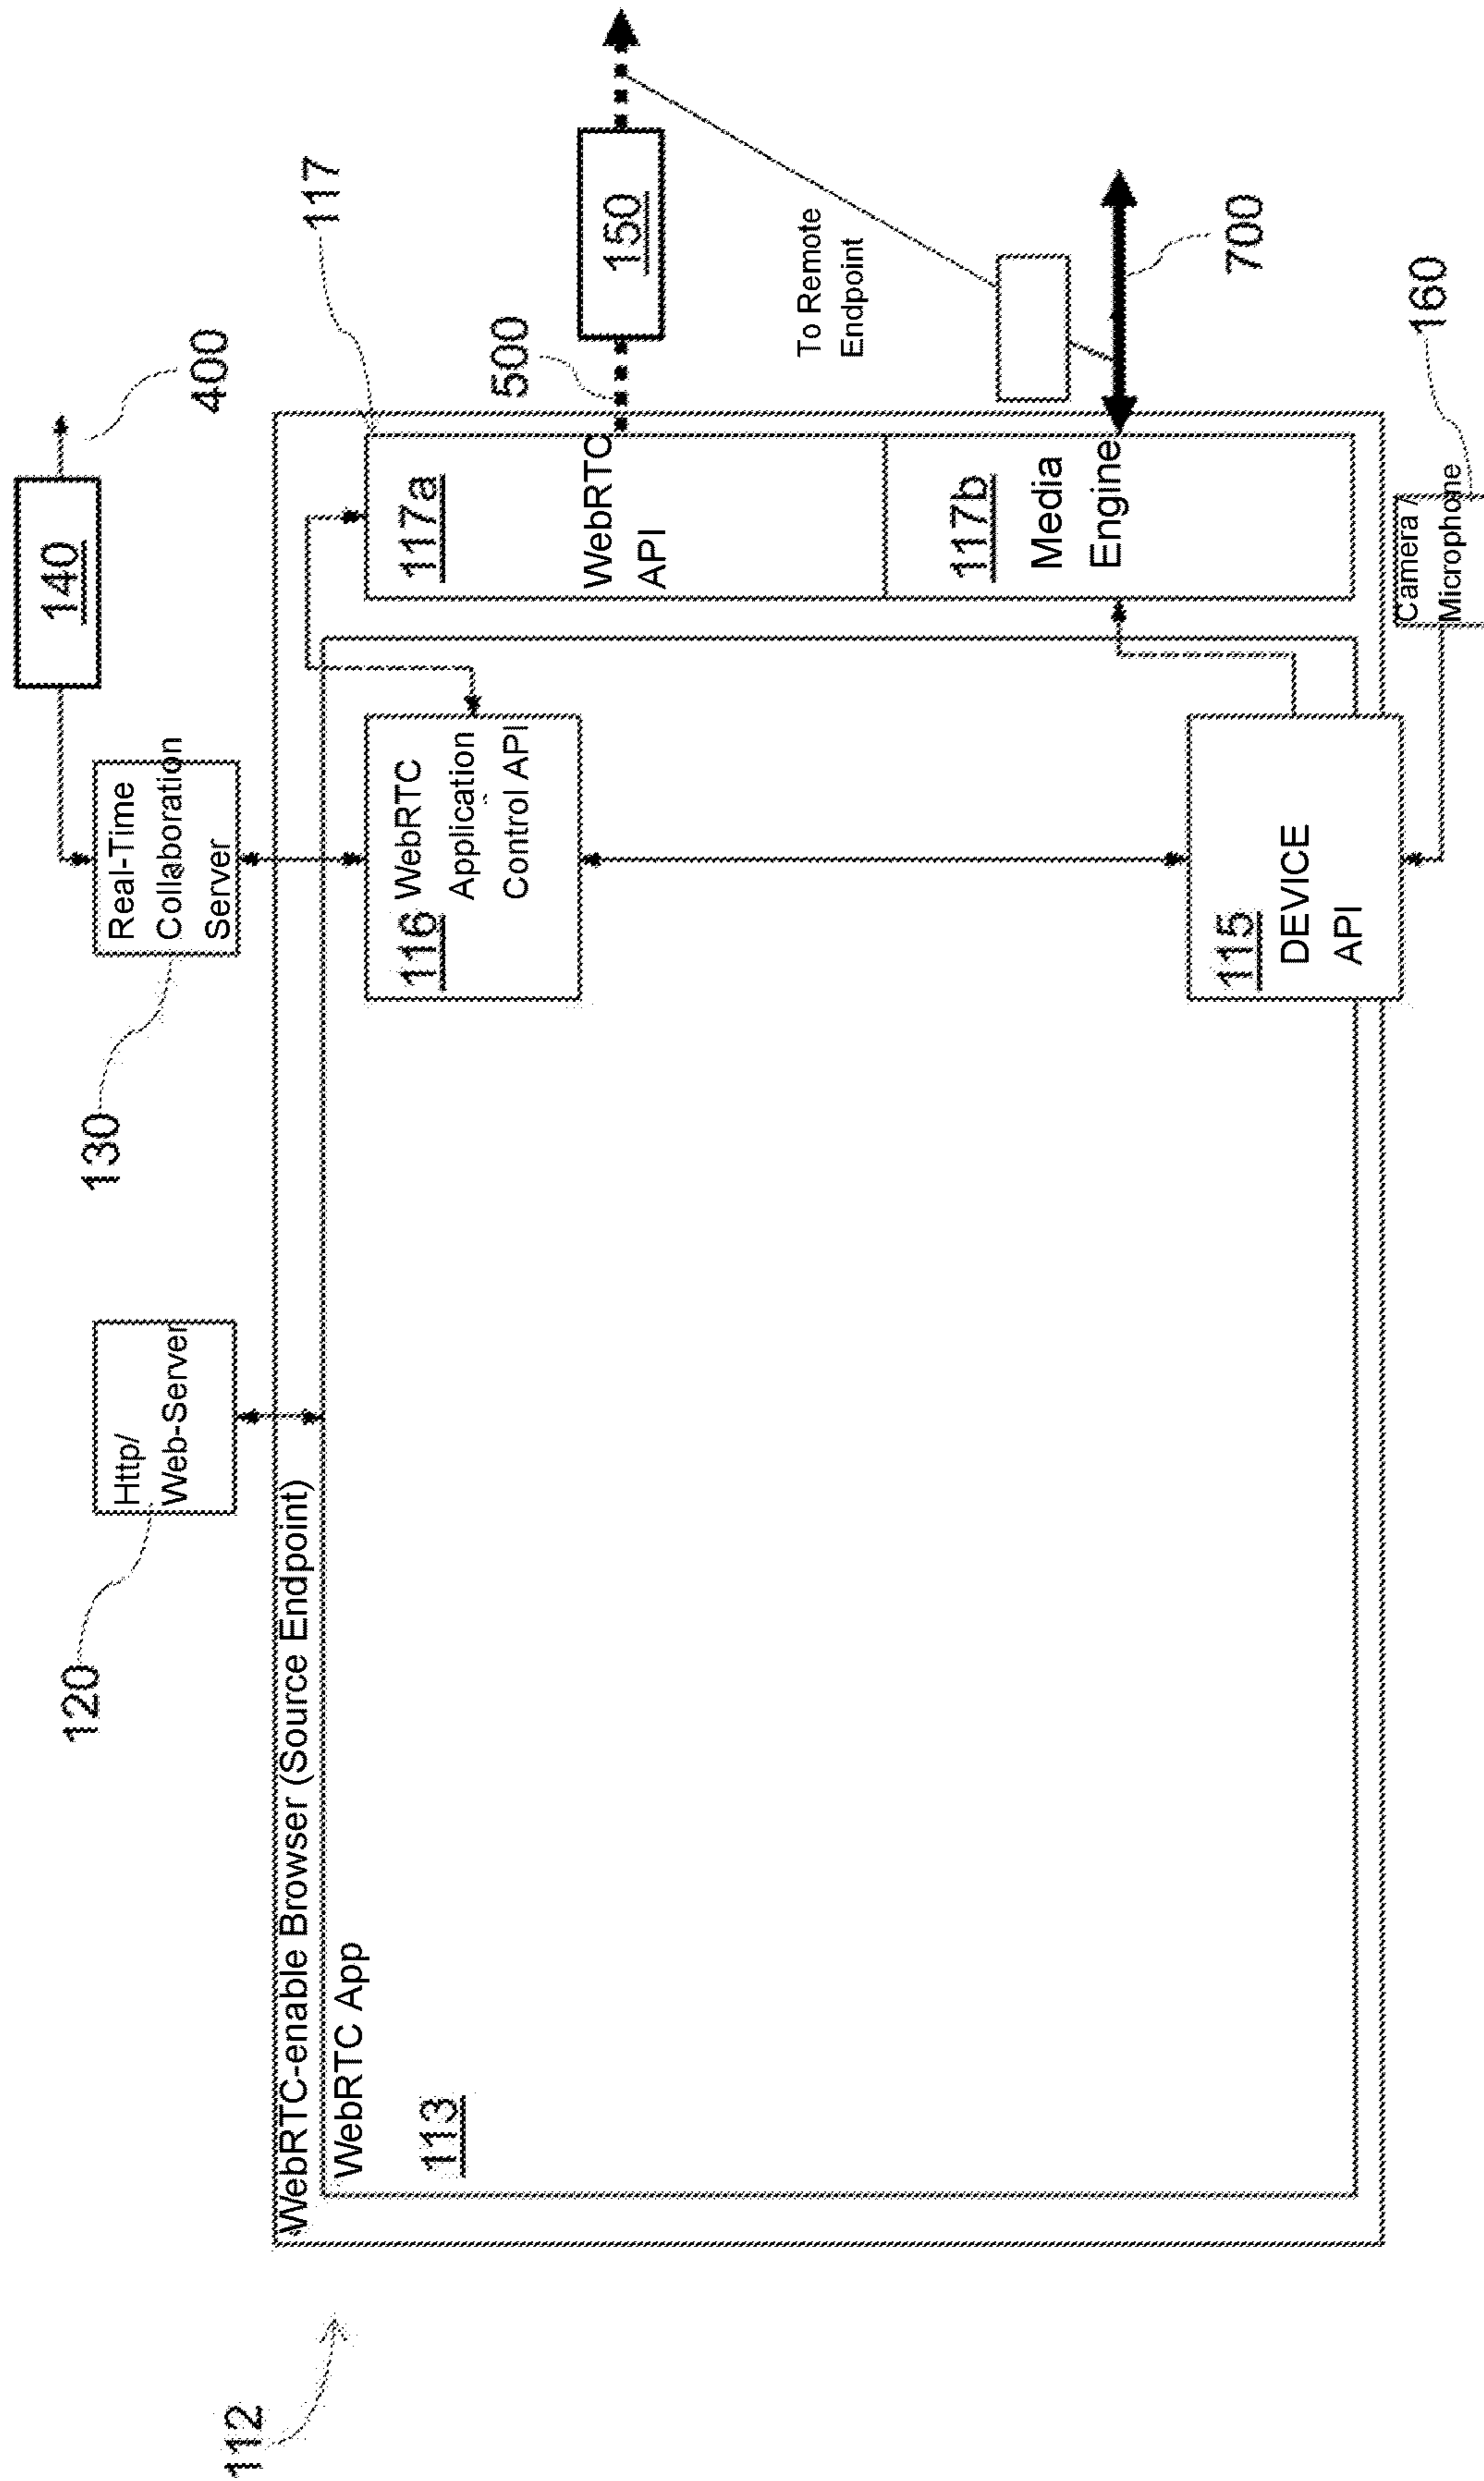 112
WebRTC-enable Browser (Source Endpoint)
WebRTC App
113
120
Http/
Web-Server
130
Real-Time
Collaboration
Server
140
400
116
WebRTC
Application
Control API
117
117a
WebRTC
API
500
150
To Remote
Endpoint
117b
Media
Engine
700
115
DEVICE
API
Camera /
Microphone
160